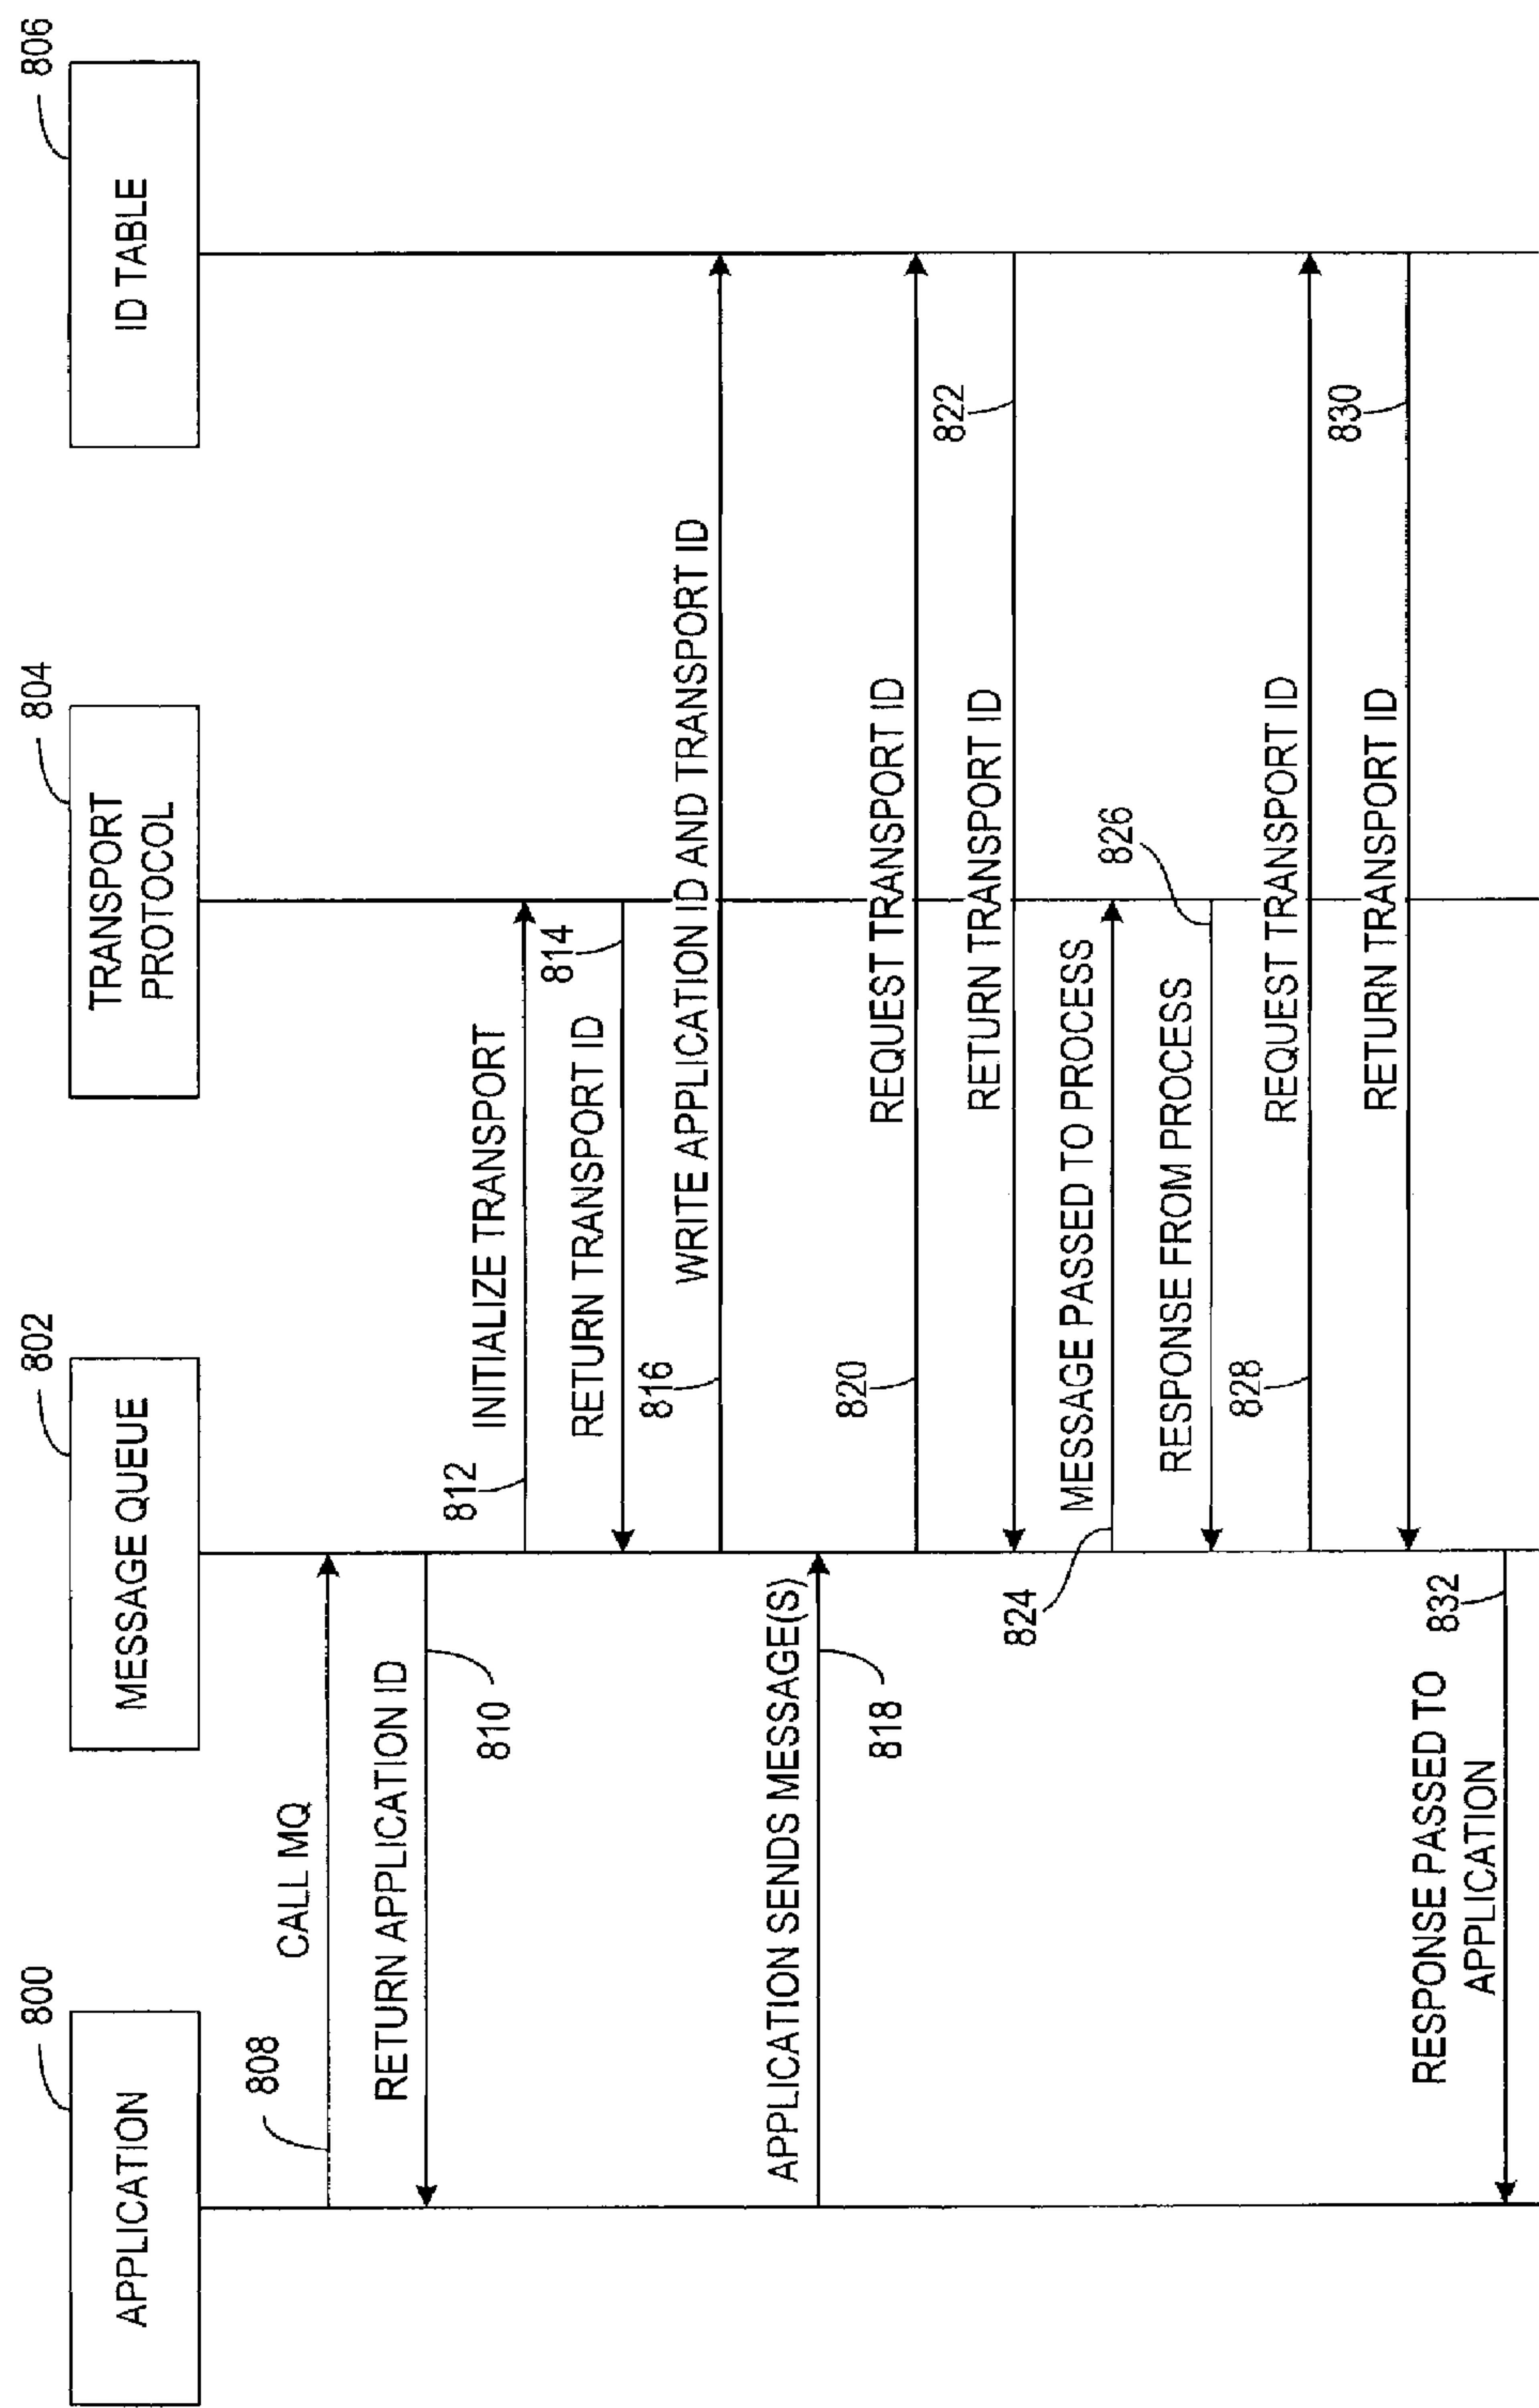 800
APPLICATION
802
MESSAGE QUEUE
804
TRANSPORT
PROTOCOL
806
ID TABLE
808
CALL MQ
RETURN APPLICATION ID
810
812
INITIALIZE TRANSPORT
814
RETURN TRANSPORT ID
816
WRITE APPLICATION ID AND TRANSPORT ID
APPLICATION SENDS MESSAGE(S)
818
820
REQUEST TRANSPORT ID
RETURN TRANSPORT ID
822
824
MESSAGE PASSED TO PROCESS
RESPONSE FROM PROCESS
826
828
REQUEST TRANSPORT ID
RETURN TRANSPORT ID
830
RESPONSE PASSED TO
APPLICATION
832